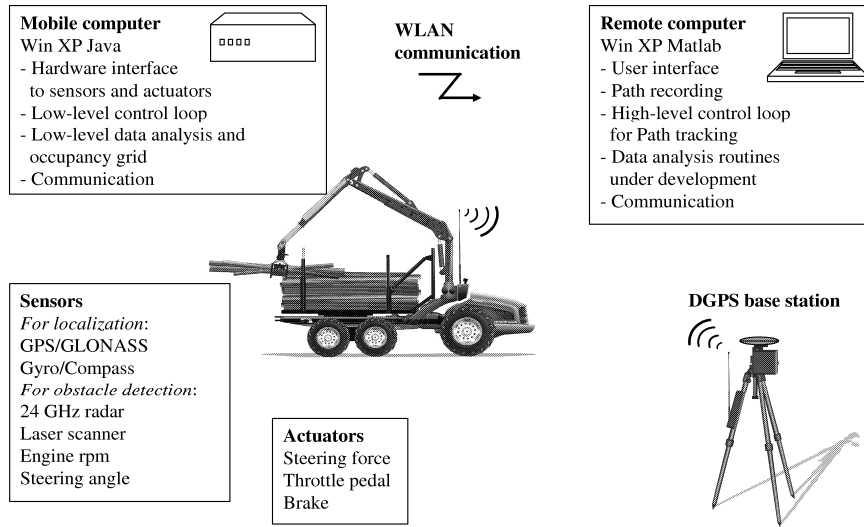 Mobile computer
Win XP Java
- Hardware interface
to sensors and actuators
- Low-level control loop
- Low-level data analysis and
occupancy grid
- Communication
WLAN
communication
Remote computer
Win XP Matlab
- User interface
- Path recording
- High-level control loop
for Path tracking
- Data analysis routines
under development
- Communication
Sensors
For localization:
GPS/GLONASS
Gyro/Compass
For obstacle detection:
24 GHz radar
Laser scanner
Engine rpm
Steering angle
Actuators
Steering force
Throttle pedal
Brake
DGPS base station